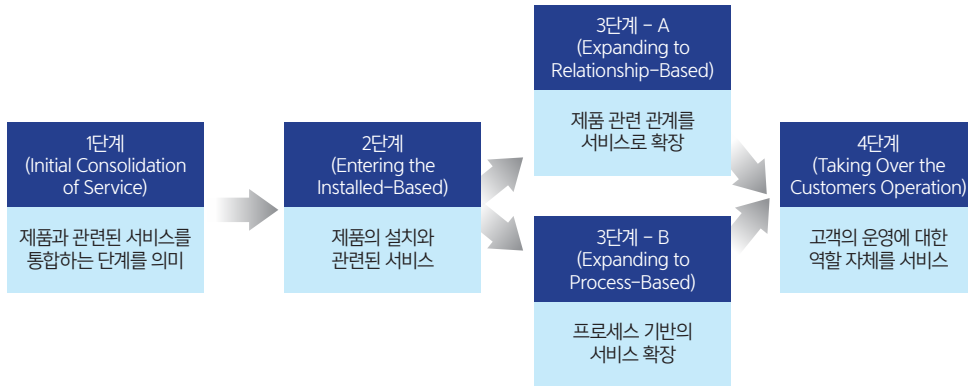 1단계
(Initial Consolidation
of Service)
제품과 관련된 서비스를
통합하는 단계를 의미
2단계
(Entering the
Installed-Based)
제품의 설치와
관련된 서비스
3단계 - A
(Expanding to
Relationship-Based)
제품 관련 관계를
서비스로 확장
3단계 - B
(Expanding to
Process-Based)
프로세스 기반의
서비스 확장
4단계
(Taking Over the
Customers Operation)
고객의 운영에 대한
역할 자체를 서비스